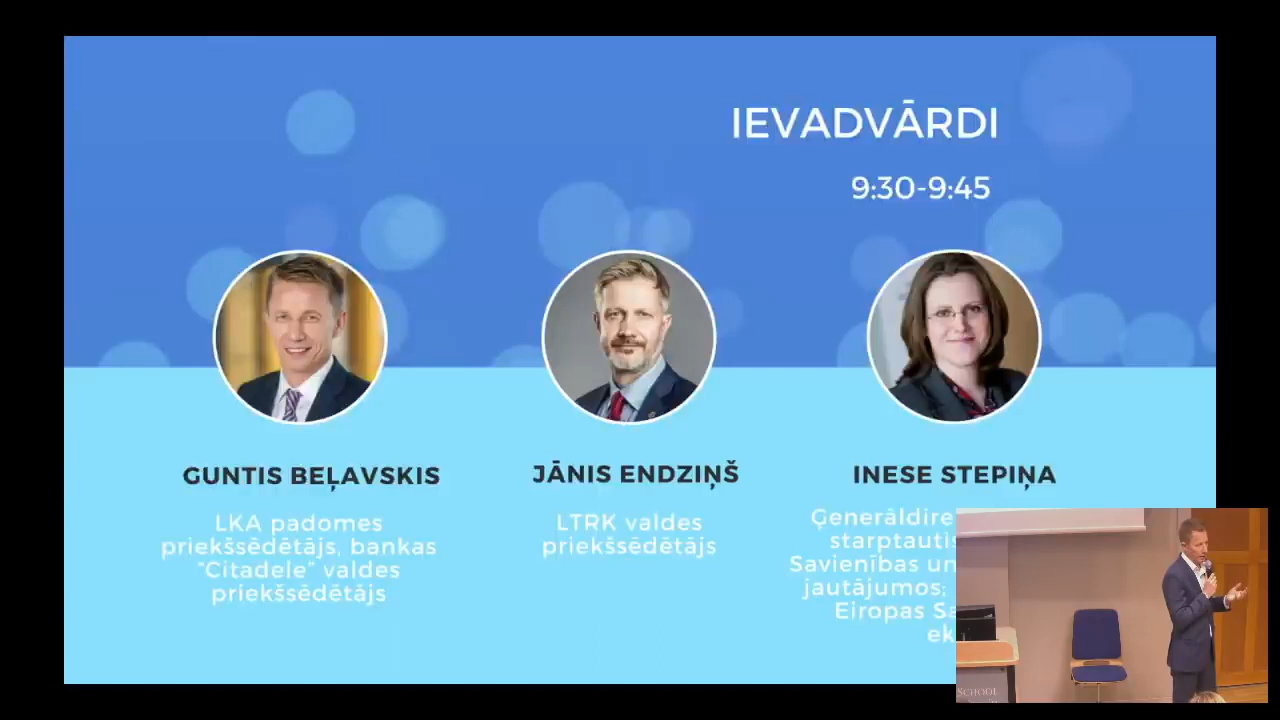 IEVADVĀRDI
9:30-9:45
GUNTIS BEĻAVSKIS
LKA padomes
priekšsēdētājs, bankas
"Citadele" valdes
priekšsēdētājs
JĀNIS ENDZIŅŠ
LTRK valdes
priekšsēdētājs
INESE STEPIŅA
Ģenerāldire
starptautis
Savienības un
jautājumos;
Eiropas Sa
ek
SCHOOL